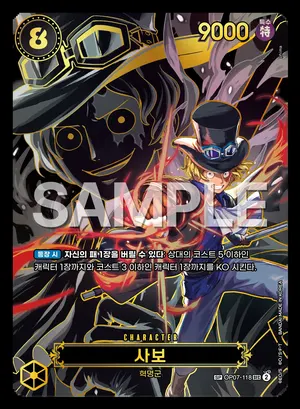 8
9000
특수
特
SAMPLE
등장 시 자신의 패 1장을 버릴 수 있다: 상대의 코스트 5 이하인
캐릭터 1장까지와 코스트 3 이하인 캐릭터 1장까지를 KO 시킨다.
CHARACTER
사보
혁명군
SP OP07-118 SEC 2